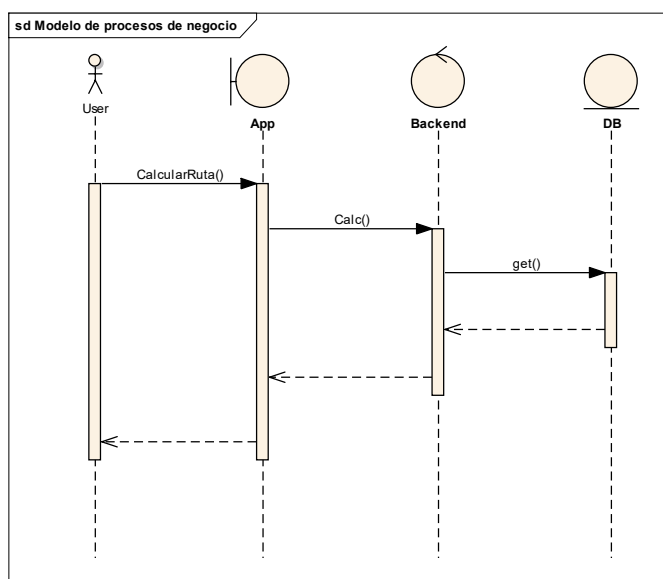 sd Modelo de procesos de negocio
User
App
Backend
DB
CalcularRuta()
Calc()
get()